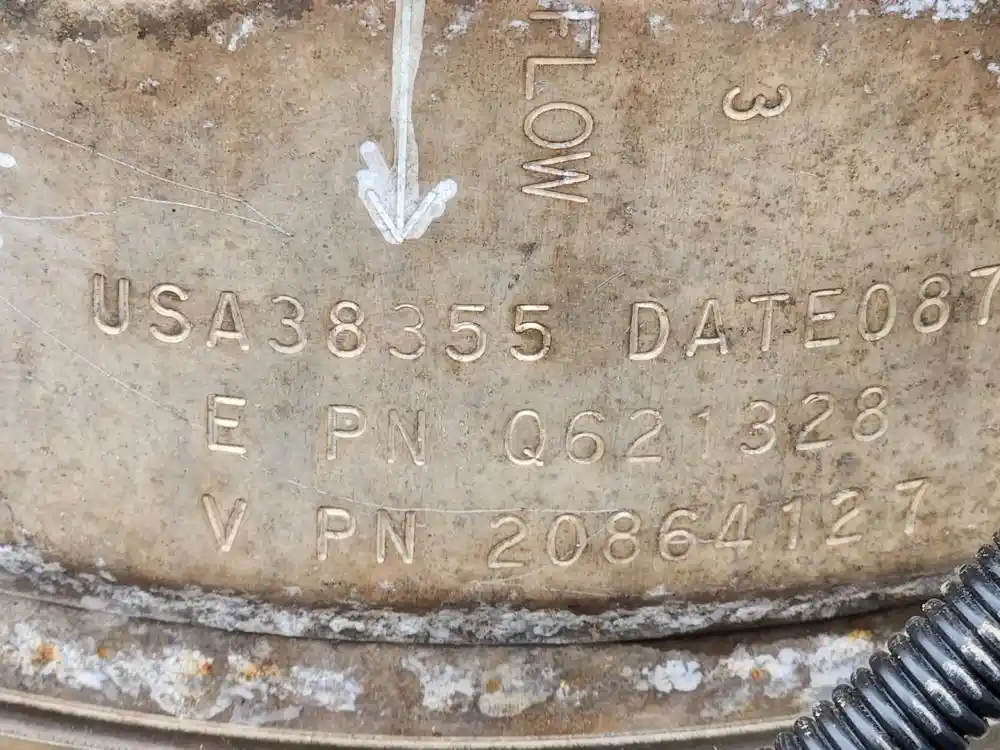 FLOW
3
USA38355 DATE087
E PN Q621328
V PN 20864127